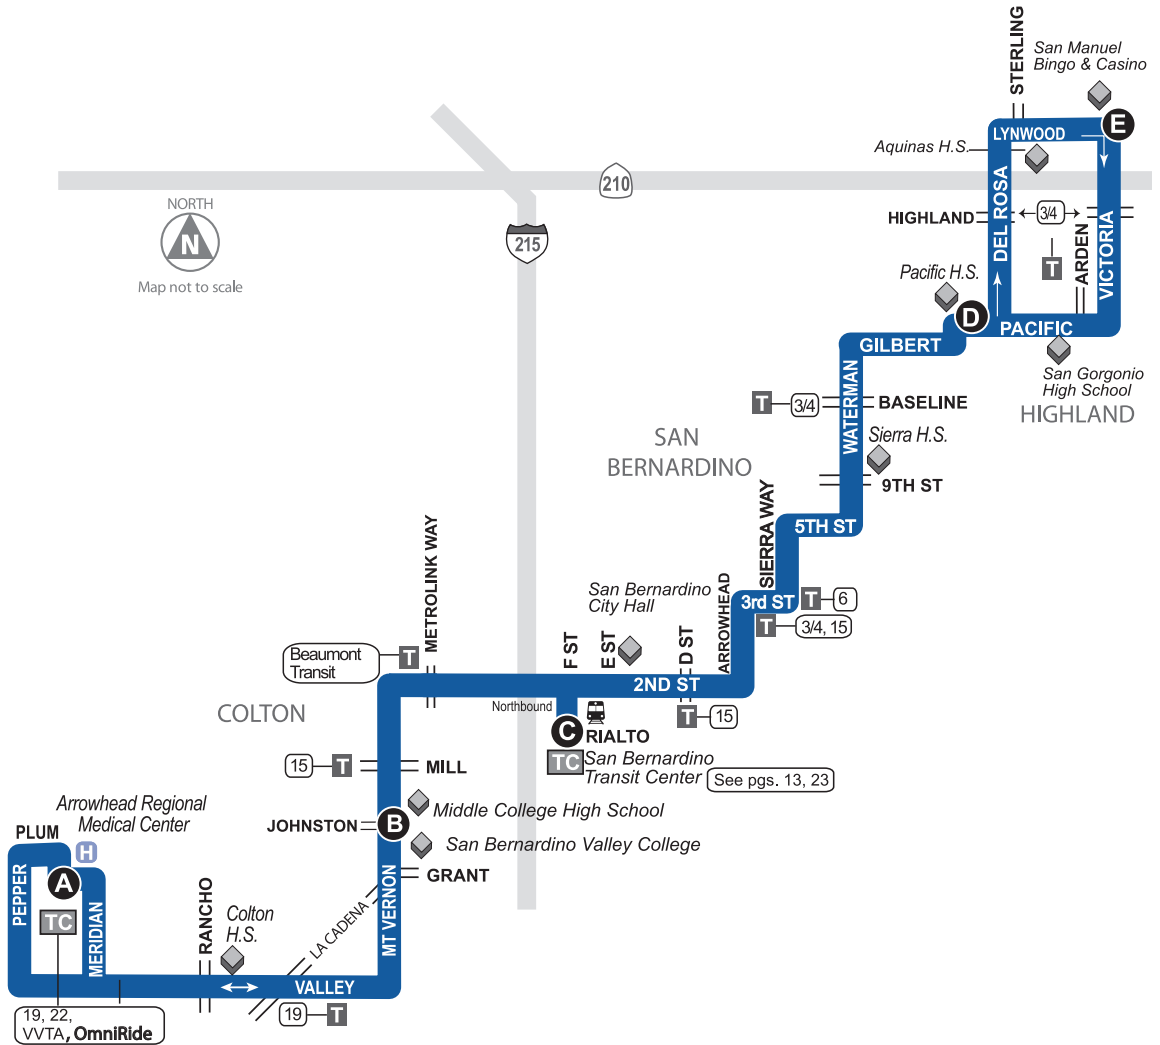 STERLING
San Manuel
Bingo & Casino
E
LYNWOOD
Aquinas H.S.
210
NORTH
N
Map not to scale
215
HIGHLAND
3/4
DEL ROSA
VICTORIA
ARDEN
T
Pacific H.S.
D
PACIFIC
GILBERT
San Gorgonio
High School
HIGHLAND
T
3/4
BASELINE
WATERMAN
SAN
BERNARDINO
Sierra H.S.
9TH ST
SIERRA WAY
5TH ST
METROLINK WAY
San Bernardino
City Hall
ARROWHEAD
3rd ST
T
6
T
3/4, 15
Beaumont
Transit
T
F ST
E ST
D ST
2ND ST
COLTON
Northbound
C
RIALTO
T
15
TC
San Bernardino
Transit Center
See pgs. 13, 23
15
T
MILL
Arrowhead Regional
Medical Center
Middle College High School
JOHNSTON
B
San Bernardino Valley College
PLUM
H
A
GRANT
PEPPER
TC
MERIDIAN
RANCHO
Colton
H.S.
LA CADENA
MT VERNON
VALLEY
19
T
19, 22,
VVTA, OmniRide